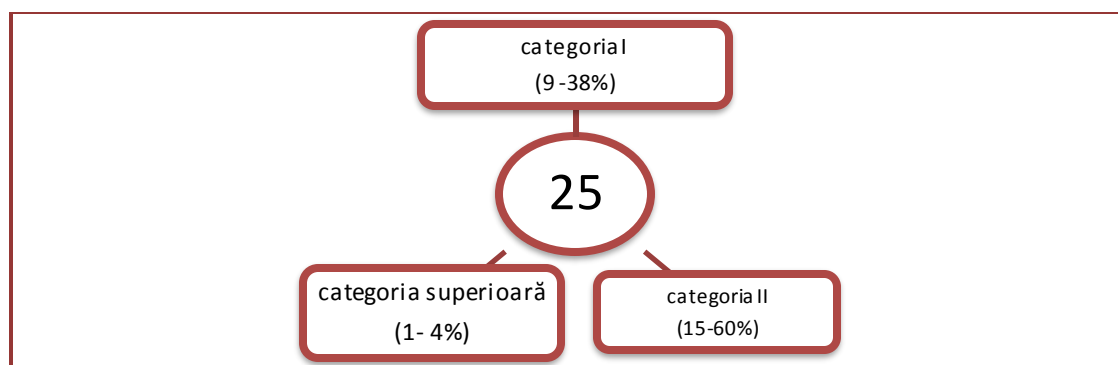 categoria I
(9 -38%)
25
categoria superioară
(1- 4%)
categoria II
(15-60%)